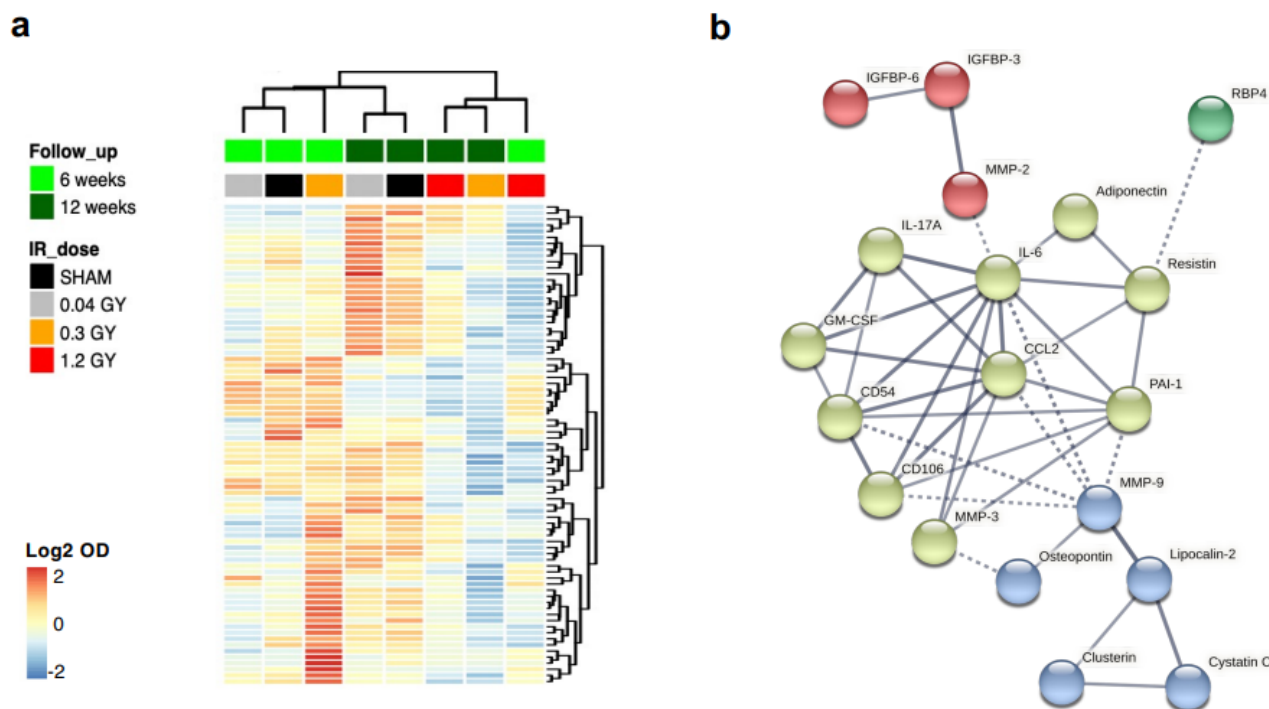 a
Follow_up
6 weeks
12 weeks
IR_dose
SHAM
0.04 GY
0.3 GY
1.2 GY
Log2 OD
2
0
-2
b
IGFBP-3
IGFBP-6
RBP4
MMP-2
Adiponectin
IL-17A
IL-6
Resistin
GM-CSF
CCL2
CD54
PAI-1
CD106
MMP-9
MMP-3
Osteopontin
Lipocalin-2
Clusterin
Cystatin C